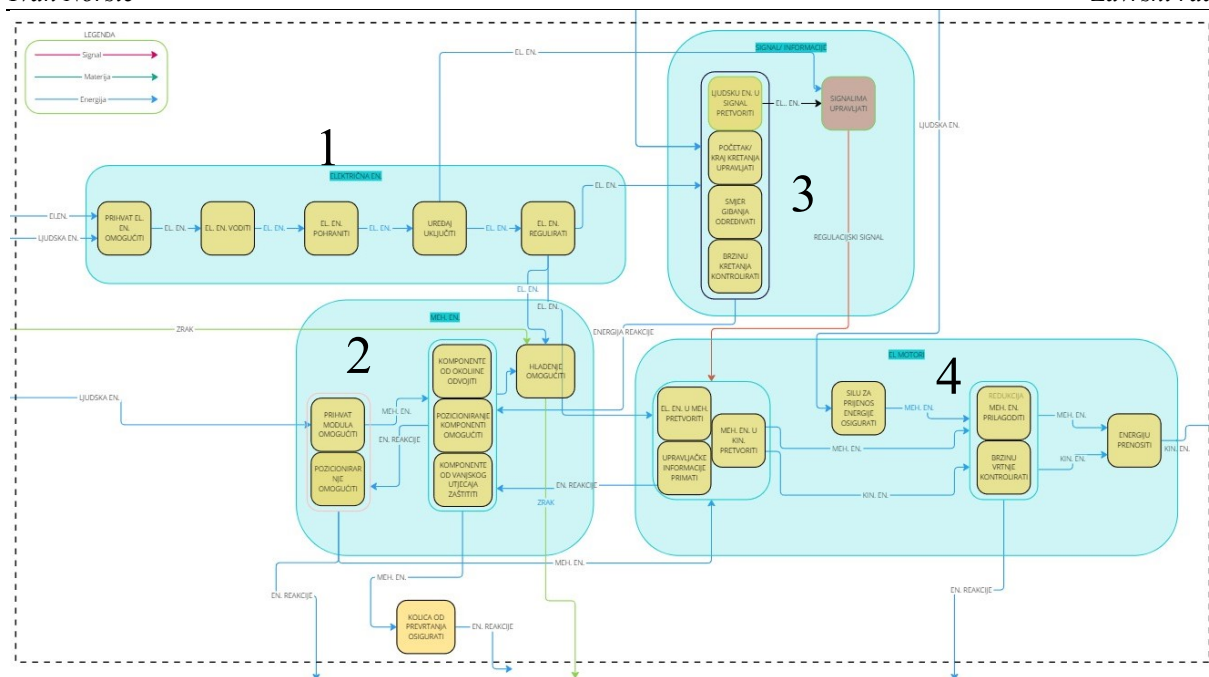 LEGENDA
Signal
Materija
Energija
1
ELEKTRIČNA EN.
El.EN.
LJUDSKA EN.
PRIHVAT EL.
EN.
OMOGUĆITI
EL. EN.
EL. EN. VODITI
EL. EN.
EL. EN.
POHRANITI
EL. EN.
UREĐAJ
UKLJUČITI
EL. EN.
EL. EN.
REGULIRATI
EL. EN.
EL. EN.
EL. EN.
EL. EN.
SIGNALI/ INFORMACIJE
LJUDSKU EN. U
SIGNAL
PRETVORITI
EL.. EN.
SIGNALIMA
UPRAVLJATI
POČETAK/
KRAJ KRETANJA
UPRAVLJATI
SMJER
GIBANJA
ODREĐIVATI
BRZINU
KRETANJA
KONTROLIRATI
3
REGULACIJSKI SIGNAL
LJUDSKA EN.
ENERGIJA REAKCIJE
MEH. EN.
2
ZRAK
LJUDSKA EN.
PRIHVAT
MODULA
OMOGUĆITI
POZICIONIRAR
NJE
OMOGUĆITI
MEH. EN.
EN. REAKCIJE
KOMPONENTE
OD OKOLIINE
ODVOJITI
POZICIONIRANJE
KOMPONENTI
OMOGUĆITI
KOMPONENTE
OD VANJSKOG
UTJECAJA
ZAŠTITITI
HLAĐENJE
OMOGUĆITI
ZRAK
EN. REAKCIJE
MEH. EN.
EL MOTORI
4
EL. EN U MEH.
PRETVORITI
UPRAVLJAČKE
INFORMACIJE
PRIMATI
MEH. EN U
KIN.
PRETVORITI
SILU ZA
PRIJENOS
ENERGIJE
OSIGURATI
MEH. EN.
MEH. EN.
KIN. EN.
REDUKCIJA
MEH. EN.
PRILAGODITI
BRZINU
VRTNJE
KONTROLIRATI
MEH. EN.
KIN. EN.
ENERGIJU
PRENOSITI
KIN. EN.
EN. REAKCIJE
MEH. EN.
KOLICA OD
PREVRTANJA
OSIGURATI
EN. REAKCIJE
EN. REAKCIJE